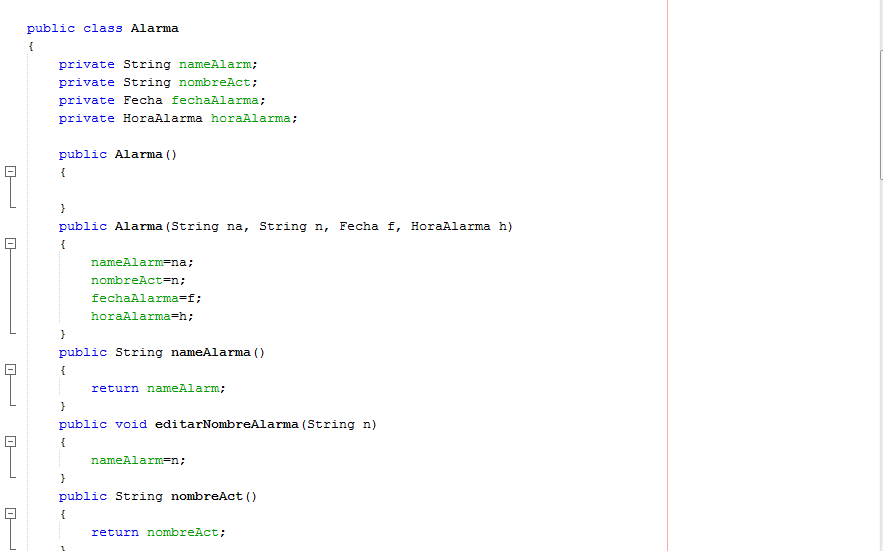 public class Alarma
{
private String nameAlarm;
private String nombreAct;
private Fecha fechaAlarma;
private HoraAlarma horaAlarma;
public Alarma()
{
}
public Alarma(String na, String n, Fecha f, HoraAlarma h)
{
nameAlarm=na;
nombreAct=n;
fechaAlarma=f;
horaAlarma=h;
}
public String nameAlarma()
{
return nameAlarm;
}
public void editarNombreAlarma(String n)
{
nameAlarm=n;
}
public String nombreAct()
{
return nombreAct;
}